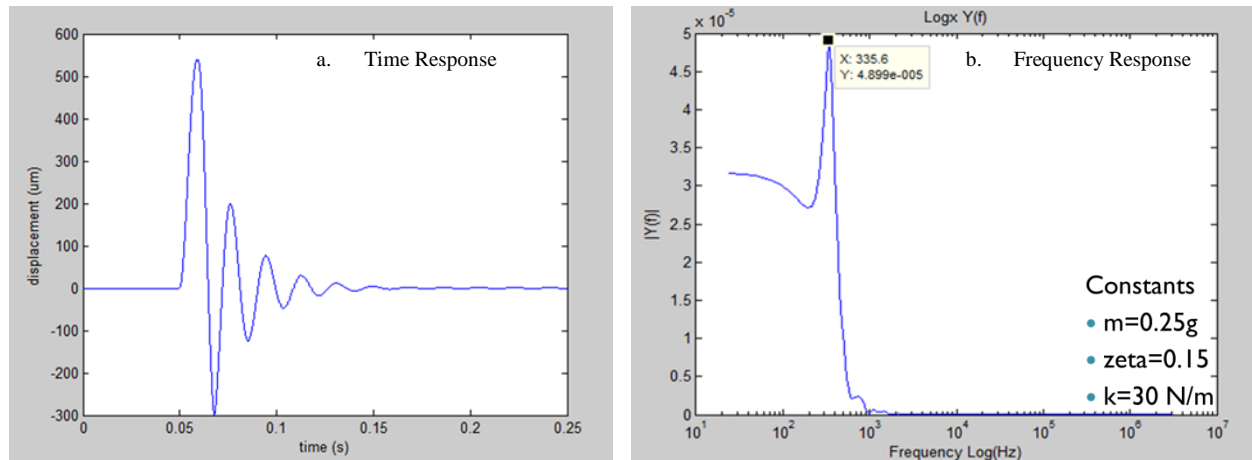 a. Time Response
600
500
400
300
200
100
0
-100
-200
-300
displacement (um)
0 0.05 0.1 0.15 0.2 0.25
time (s)
x 10^-5
Logx Y(f)
b. Frequency Response
X: 335.6
Y: 4.899e-005
5
4.5
4
3.5
3
2.5
2
1.5
1
0.5
0
|Y(f)|
10^1 10^2 10^3 10^4 10^5 10^6 10^7
Frequency Log(Hz)
Constants
• m=0.25g
• zeta=0.15
• k=30 N/m